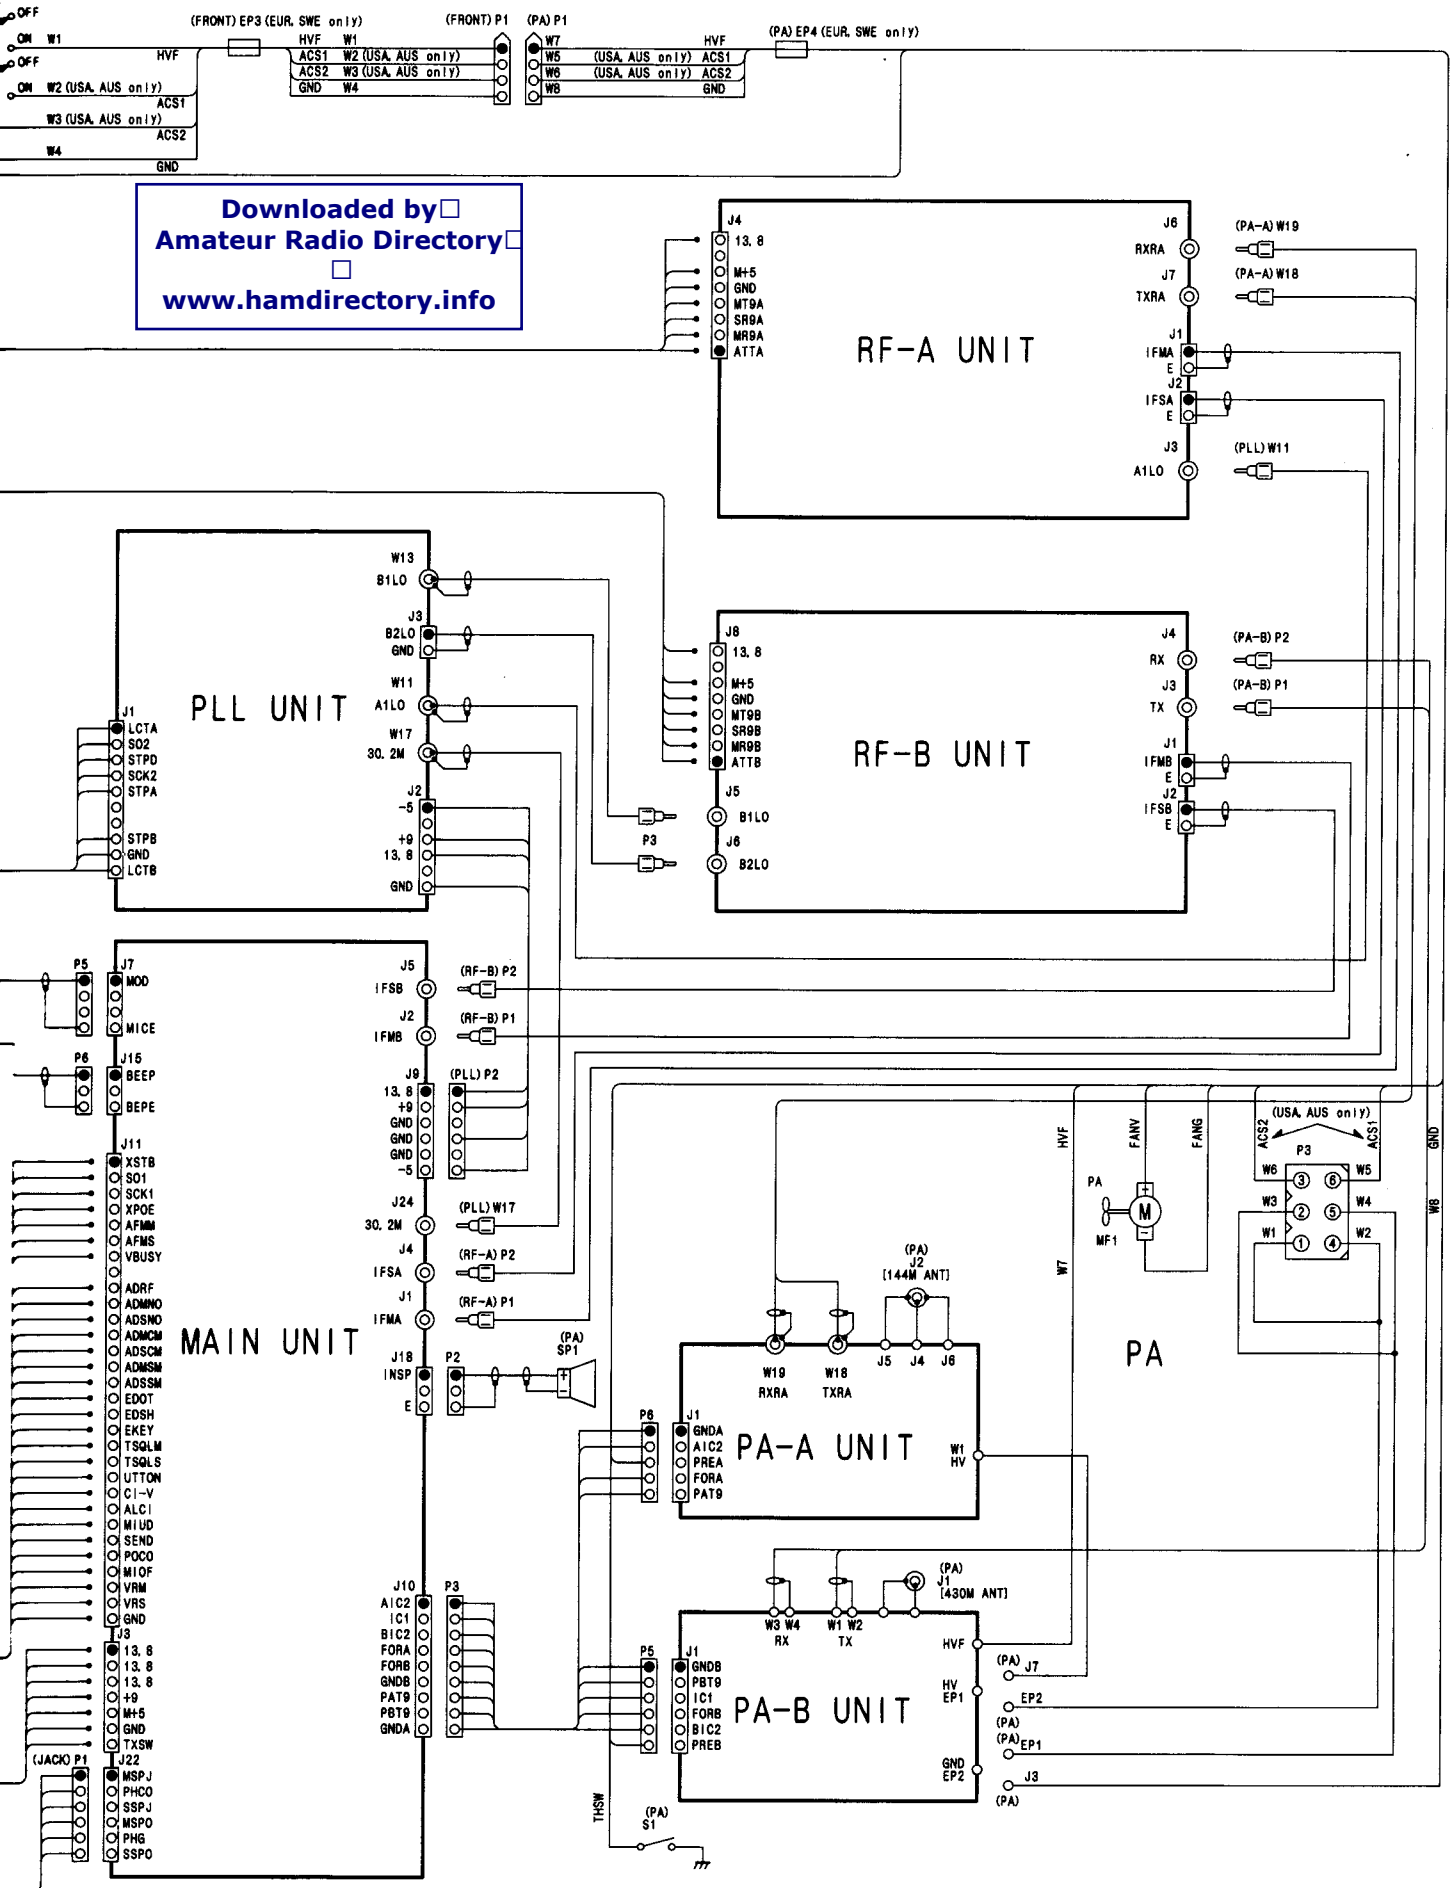 OFF
(FRONT) EP3 (EUR, SWE only)
(FRONT) P1
(PA) P1
(PA) EP4 (EUR, SWE only)
ON W1
HVF
HVF W1
W7 HVF
OFF
ACS1 W2 (USA, AUS only)
W5 (USA, AUS only) ACS1
ACS2 W3 (USA, AUS only)
W6 (USA, AUS only) ACS2
ON W2 (USA, AUS only)
ACS1
GND W4
W8 GND
W3 (USA, AUS only)
ACS2
W4
GND
Downloaded by
Amateur Radio Directory
www.hamdirectory.info
RF-A UNIT
J4
13.8
M+5
GND
MT9A
SR9A
MR9A
ATTA
J6
RXRA
(PA-A) W19
J7
TXRA
(PA-A) W18
J1
IFMA
E
J2
IFSA
E
J3
A1LO
(PLL) W11
PLL UNIT
W13
B1LO
J3
B2LO
GND
W11
A1LO
W17
30.2M
J1
LCTA
SO2
STPD
SCK2
STPA
STPB
GND
LCTB
J2
-5
+9
13.8
GND
RF-B UNIT
J8
13.8
M+5
GND
MT9B
SR9B
MR9B
ATTB
J5
B1LO
P3
J6
B2LO
J4
RX
(PA-B) P2
J3
TX
(PA-B) P1
J1
IFMB
E
J2
IFSB
E
MAIN UNIT
P5
J7
MOD
MICE
P6
J15
BEEP
BEPE
J11
XSTB
SO1
SCK1
XPOE
AFMM
AFMS
VBUSY
ADRF
ADMNO
ADSNO
ADMCM
ADSCM
ADMSM
ADSSM
EDOT
EDSH
EKEY
TSQLM
TSQLS
UTTON
CI-V
ALCI
MIUD
SEND
POCO
MIOF
VRM
VRS
GND
J3
13.8
13.8
13.8
+9
M+5
GND
TXSW
(JACK) P1
J22
MSPJ
PHCO
SSPJ
MSPO
PHG
SSPO
J5
IFSB
(RF-B) P2
J2
IFMB
(RF-B) P1
J9
(PLL) P2
13.8
+9
GND
GND
GND
-5
J24
30.2M
(PLL) W17
J4
IFSA
(RF-A) P2
J1
IFMA
(RF-A) P1
J18
INSP
E
P2
(PA)
SP1
+
-
J10
P3
AIC2
IC1
BIC2
FORA
FORB
GNDB
PAT9
PBT9
GNDA
PA
HVF
W7
FANV
FANG
ACS2
(USA, AUS only)
ACS1
GND
W8
PA
MF1
+
M
-
P3
W6 3 6 W5
W3 2 5 W4
W1 1 4 W2
(PA)
J2
[144M ANT]
W19
RXRA
W18
TXRA
J5 J4 J6
PA-A UNIT
P6
J1
GNDA
AIC2
PREA
FORA
PAT9
W1
HV
(PA)
J1
[430M ANT]
W3 W4
RX
W1 W2
TX
PA-B UNIT
P5
J1
GNDB
PBT9
IC1
FORB
BIC2
PREB
HVF
HV
EP1
GND
EP2
(PA) J7
EP2
(PA)
(PA) EP1
J3
(PA)
THSW
(PA)
S1